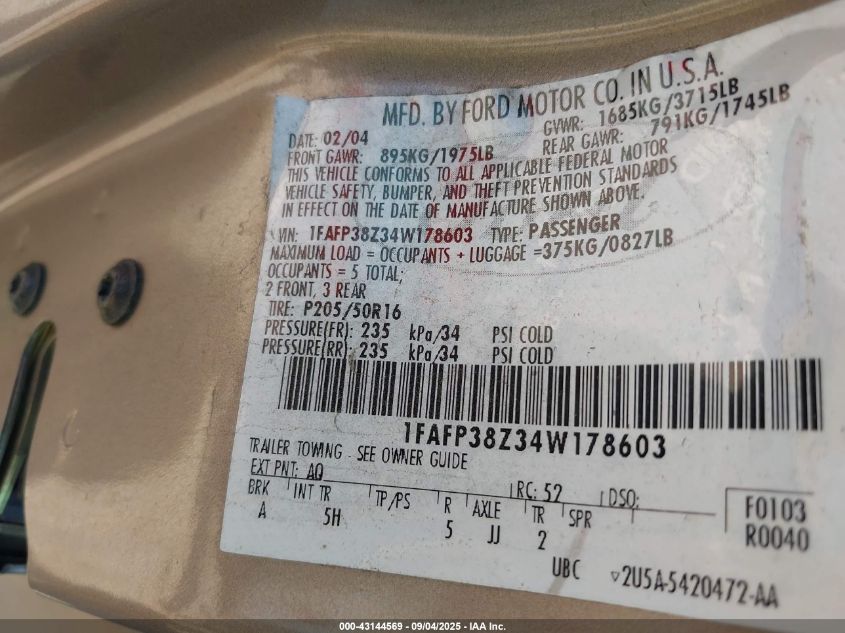 MFD. BY FORD MOTOR CO. IN U.S.A.
DATE: 02/04 GVWR: 1685KG/3715LB
FRONT GAWR: 895KG/1975LB REAR GAWR: 791KG/1745LB
THIS VEHICLE CONFORMS TO ALL APPLICABLE FEDERAL MOTOR
VEHICLE SAFETY, BUMPER, AND THEFT PREVENTION STANDARDS
IN EFFECT ON THE DATE OF MANUFACTURE SHOWN ABOVE.
VIN: 1FAFP38Z34W178603 TYPE: PASSENGER
MAXIMUM LOAD = OCCUPANTS + LUGGAGE =375KG/0827LB
OCCUPANTS = 5 TOTAL;
2 FRONT, 3 REAR
TIRE: P205/50R16
PRESSURE(FR): 235 kPa/34 PSI COLD
PRESSURE(RR): 235 kPa/34 PSI COLD
1FAFP38Z34W178603
TRAILER TOWING - SEE OWNER GUIDE
EXT PNT: AQ RC: 52 DSO:
BRK INT TR TP/PS R AXLE TR SPR F0103
A 5H 5 JJ 2 R0040
UBC ▽2U5A-5420472-AA
000-43144569 - 09/04/2025 - IAA Inc.